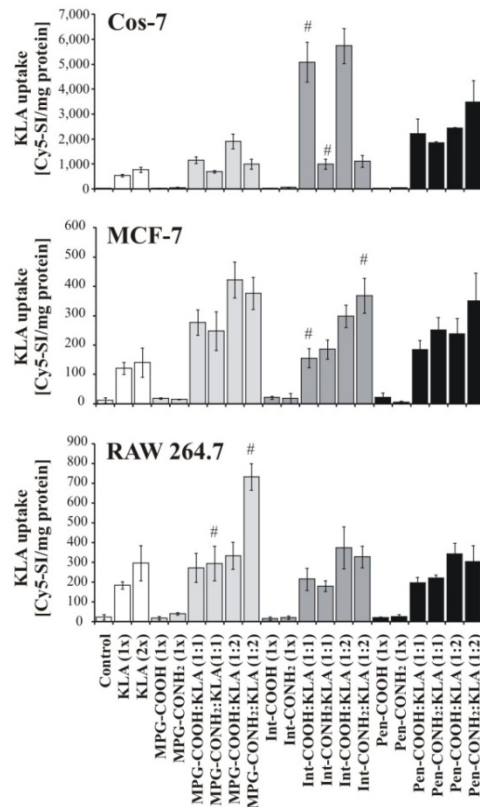 Cos-7
KLA uptake
[Cy5-SI/mg protein]
7,000
6,000
5,000
4,000
3,000
2,000
1,000
0
#
#
MCF-7
KLA uptake
[Cy5-SI/mg protein]
600
500
400
300
200
100
0
#
#
RAW 264.7
KLA uptake
[Cy5-SI/mg protein]
900
800
700
600
500
400
300
200
100
0
#
#
Control
KLA (1x)
KLA (2x)
MPG-COOH (1x)
MPG-CONH₂ (1x)
MPG-COOH:KLA (1:1)
MPG-CONH₂:KLA(1:1)
MPG-COOH:KLA (1:2)
MPG-CONH₂:KLA (1:2)
Int-COOH (1x)
Int-CONH₂ (1x)
Int-COOH:KLA (1:1)
Int-CONH₂KLA (1:1)
Int-COOH:KLA (1:2)
Int-CONH₂:KLA (1:2)
Pen-COOH (1x)
Pen-CONH₂ (1x)
Pen-COOH:KLA (1:1)
Pen-CONH₂:KLA (1:1)
Pen-COOH:KLA (1:2)
Pen-CONH₂:KLA (1:2)